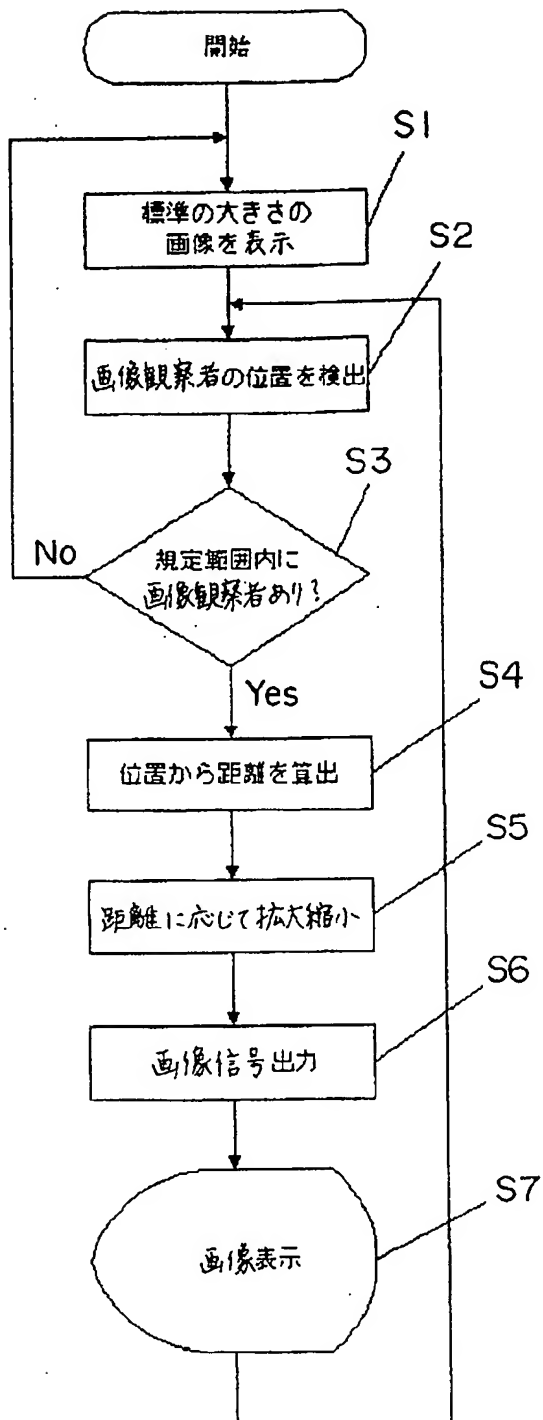 開始
S1
標準の大きさの
画像を表示
S2
画像観察者の位置を検出
S3
規定範囲内に
画像観察者あり?
No
Yes
S4
位置から距離を算出
S5
距離に応じて拡大縮小
S6
画像信号出力
S7
画像表示